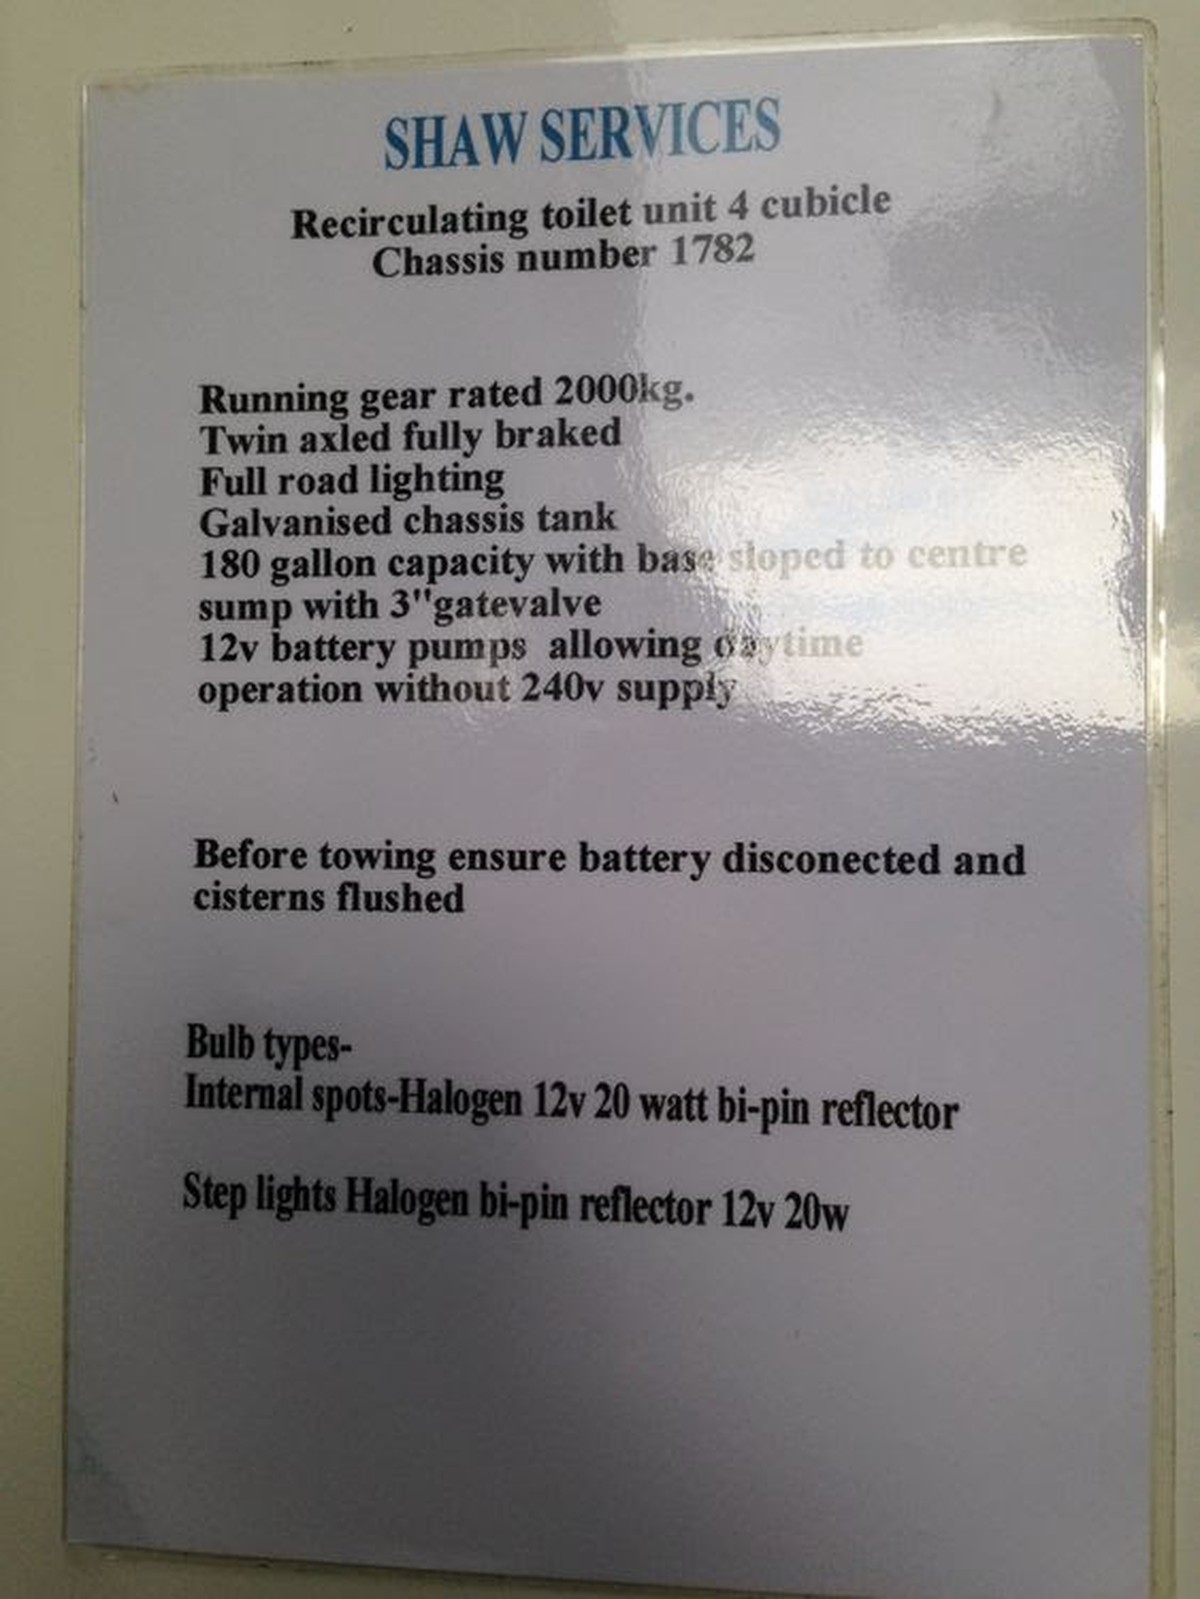 SHAW SERVICES
Recirculating toilet unit 4 cubicle
Chassis number 1782
Running gear rated 2000kg.
Twin axled fully braked
Full road lighting
Galvanised chassis tank
180 gallon capacity with base sloped to centre
sump with 3"gatevalve
12v battery pumps allowing daytime
operation without 240v supply
Before towing ensure battery disconected and
cisterns flushed
Bulb types-
Internal spots-Halogen 12v 20 watt bi-pin reflector
Step lights Halogen bi-pin reflector 12v 20w